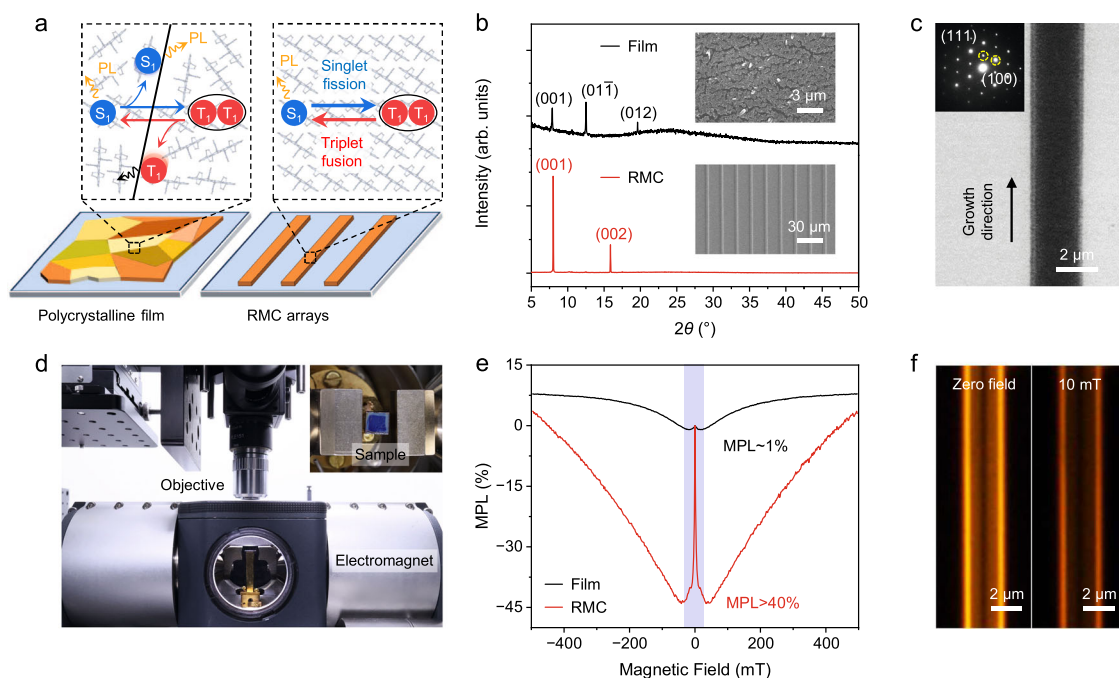 a
PL
S1
PL
S1
T1 T1
T1
Polycrystalline film
PL
Singlet
fission
S1
T1 T1
Triplet
fusion
RMC arrays
b
Intensity (arb. units)
Film
(001)
(011̅)
(012)
3 µm
RMC
(001)
(002)
30 µm
5 10 15 20 25 30 35 40 45 50
2θ (°)
c
(111)
(100)
Growth
direction
2 µm
d
Objective
Sample
Electromagnet
e
MPL (%)
15
0
−15
−30
−45
MPL~1%
MPL>40%
Film
RMC
−400 −200 0 200 400
Magnetic Field (mT)
f
Zero field
10 mT
2 µm
2 µm